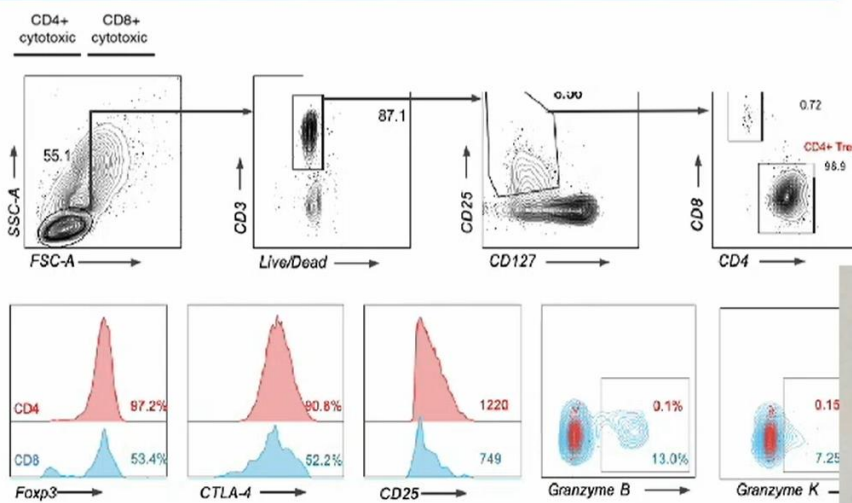 CD4+ CD8+
cytotoxic cytotoxic
55.1
SSC-A
FSC-A
87.1
CD3
Live/Dead
CD25
CD127
0.72
CD4+ Tre
98.9
CD8
CD4
CD4
97.2%
CD8
53.4%
Foxp3
90.8%
52.2%
CTLA-4
1220
749
CD25
0.1%
13.0%
Granzyme B
0.15
7.25
Granzyme K